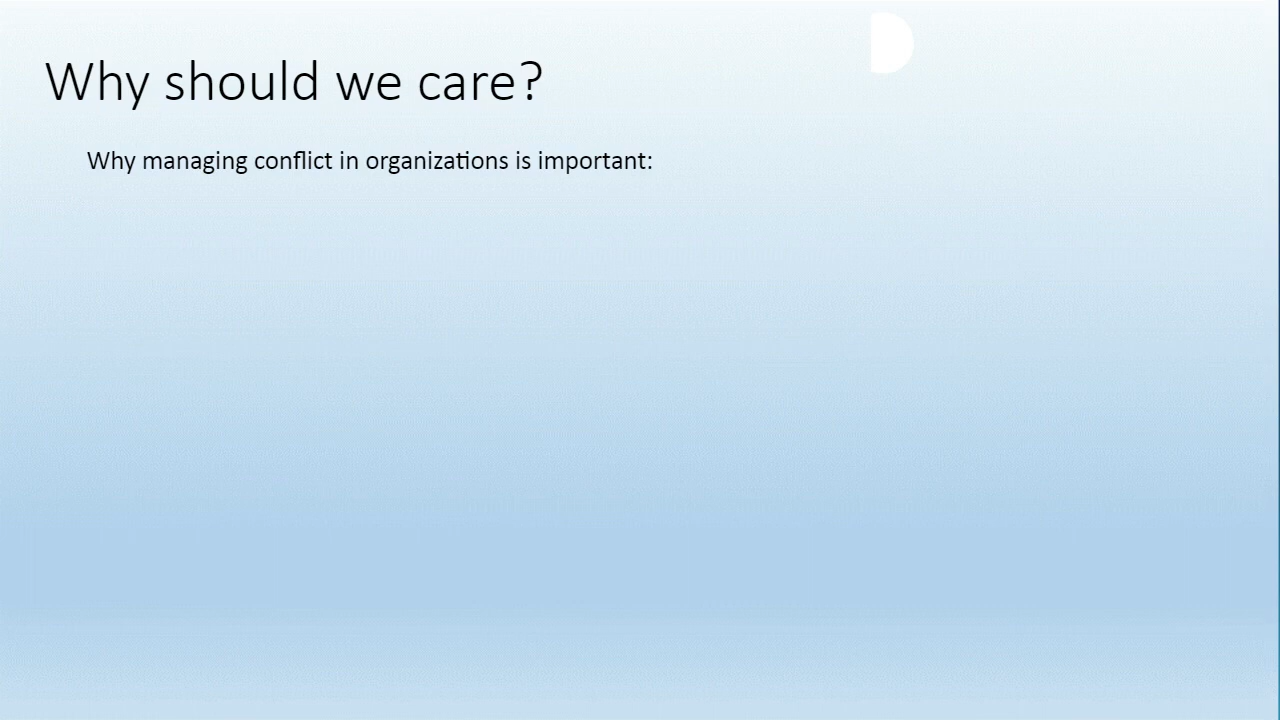 Why should we care?
Why managing conflict in organizations is important: